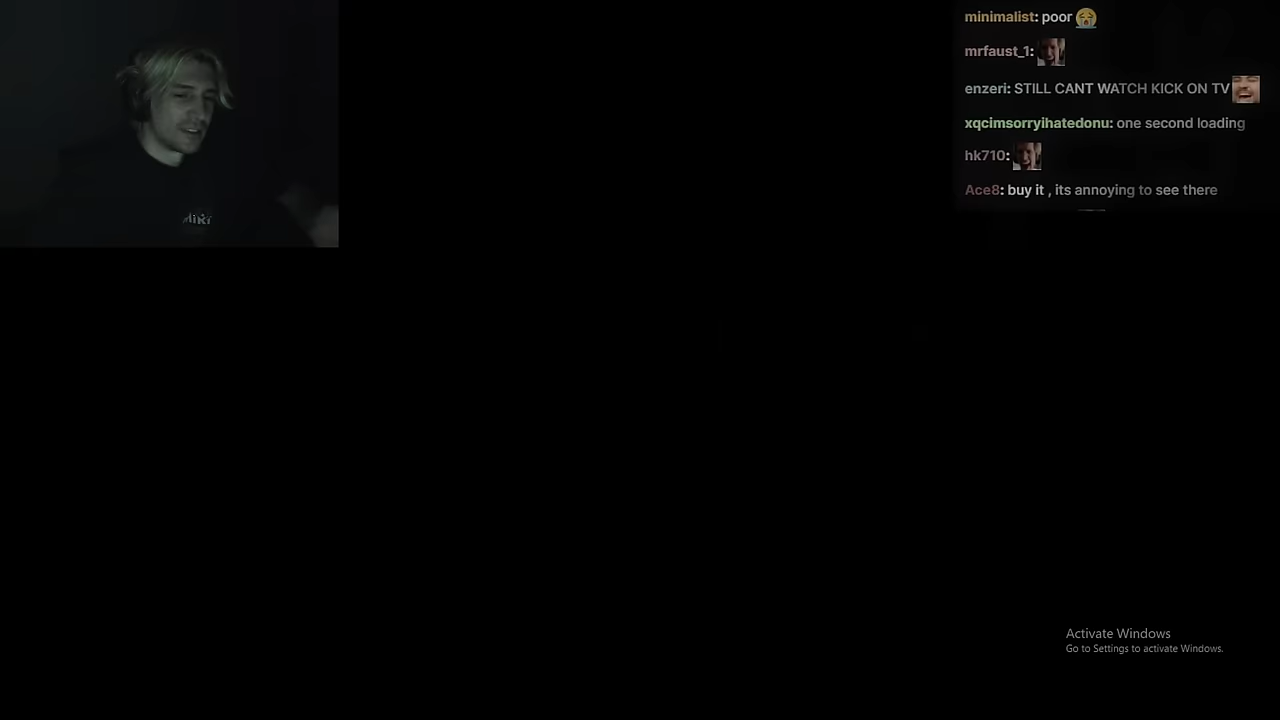 minimalist: poor
mrfaust_1:
enzeri: STILL CANT WATCH KICK ON TV
xqcimsorryihatedonu: one second loading
hk710:
Ace8: buy it , its annoying to see there
Activate Windows
Go to Settings to activate Windows.